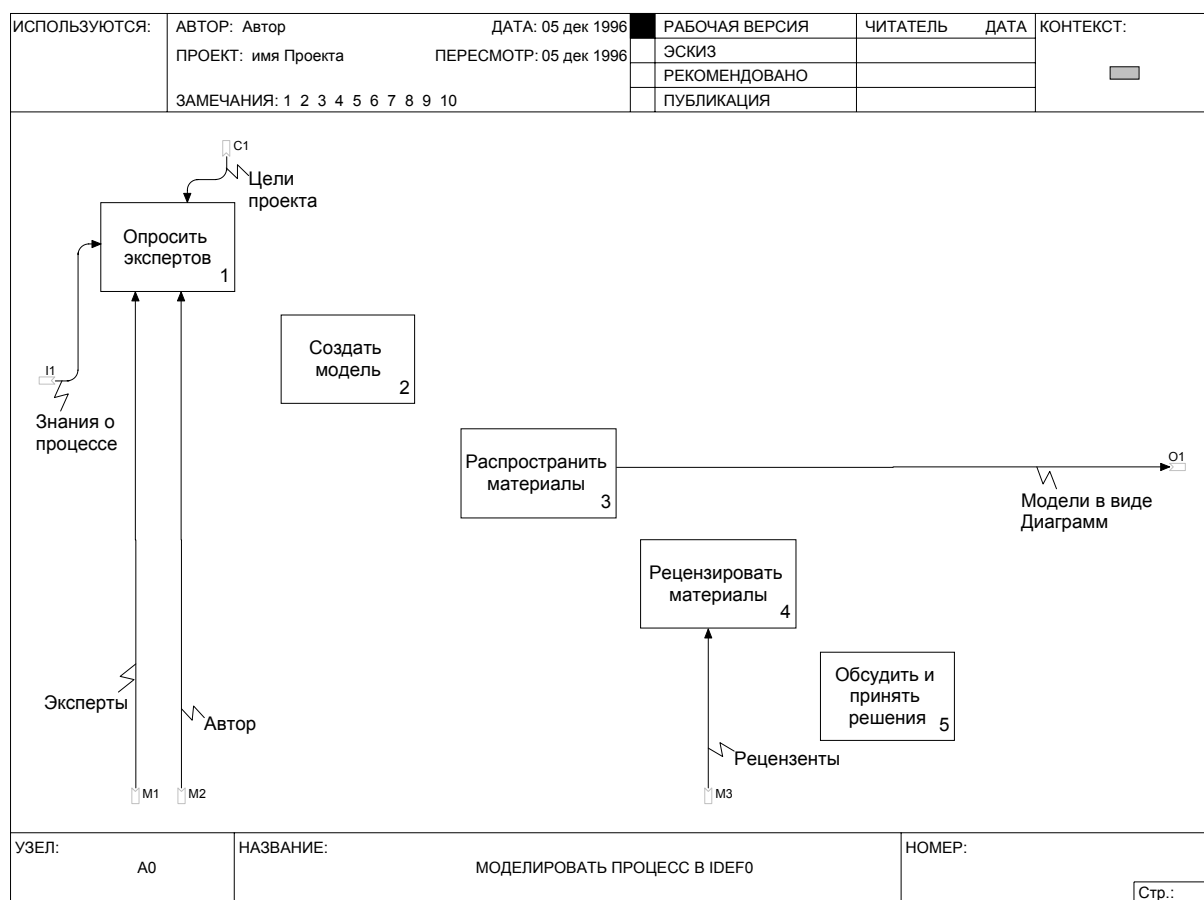 ИСПОЛЬЗУЮТСЯ:
АВТОР: Автор
ДАТА: 05 дек 1996
ПРОЕКТ: имя Проекта
ПЕРЕСМОТР: 05 дек 1996
ЗАМЕЧАНИЯ: 1 2 3 4 5 6 7 8 9 10
РАБОЧАЯ ВЕРСИЯ
ЭСКИЗ
РЕКОМЕНДОВАНО
ПУБЛИКАЦИЯ
ЧИТАТЕЛЬ ДАТА
КОНТЕКСТ:
C1
Цели
проекта
Опросить
экспертов
1
I1
Знания о
процессе
Создать
модель
2
Распространить
материалы
3
O1
Модели в виде
Диаграмм
Рецензировать
материалы
4
Обсудить и
принять
решения
5
Эксперты
Автор
Рецензенты
M1
M2
M3
УЗЕЛ:
A0
НАЗВАНИЕ:
МОДЕЛИРОВАТЬ ПРОЦЕСС В IDEF0
НОМЕР:
Стр.: